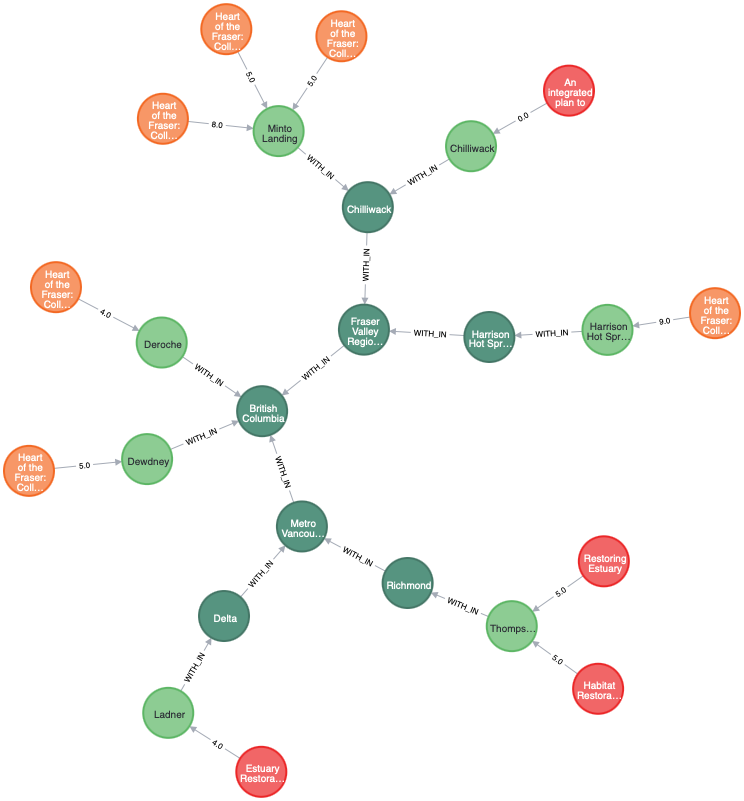 Heart
of the
Fraser:
Coll…
Heart
of the
Fraser:
Coll…
5.0
5.0
An
integrated
plan to
Heart
of the
Fraser:
Coll…
8.0
Minto
Landing
0.0
Chilliwack
WITH_IN
WITH_IN
Chilliwack
WITH_IN
Heart
of the
Fraser:
Coll…
4.0
Deroche
WITH_IN
Fraser
Valley
Regio…
WITH_IN
Harrison
Hot Spr…
WITH_IN
Harrison
Hot Spr…
9.0
Heart
of the
Fraser:
Coll…
WITH_IN
British
Columbia
Heart
of the
Fraser:
Coll…
5.0
Dewdney
WITH_IN
WITH_IN
Metro
Vancou…
WITH_IN
Richmond
WITH_IN
Thomps…
5.0
Restoring
Estuary
5.0
Habitat
Restora…
WITH_IN
Delta
WITH_IN
Ladner
4.0
Estuary
Restora…